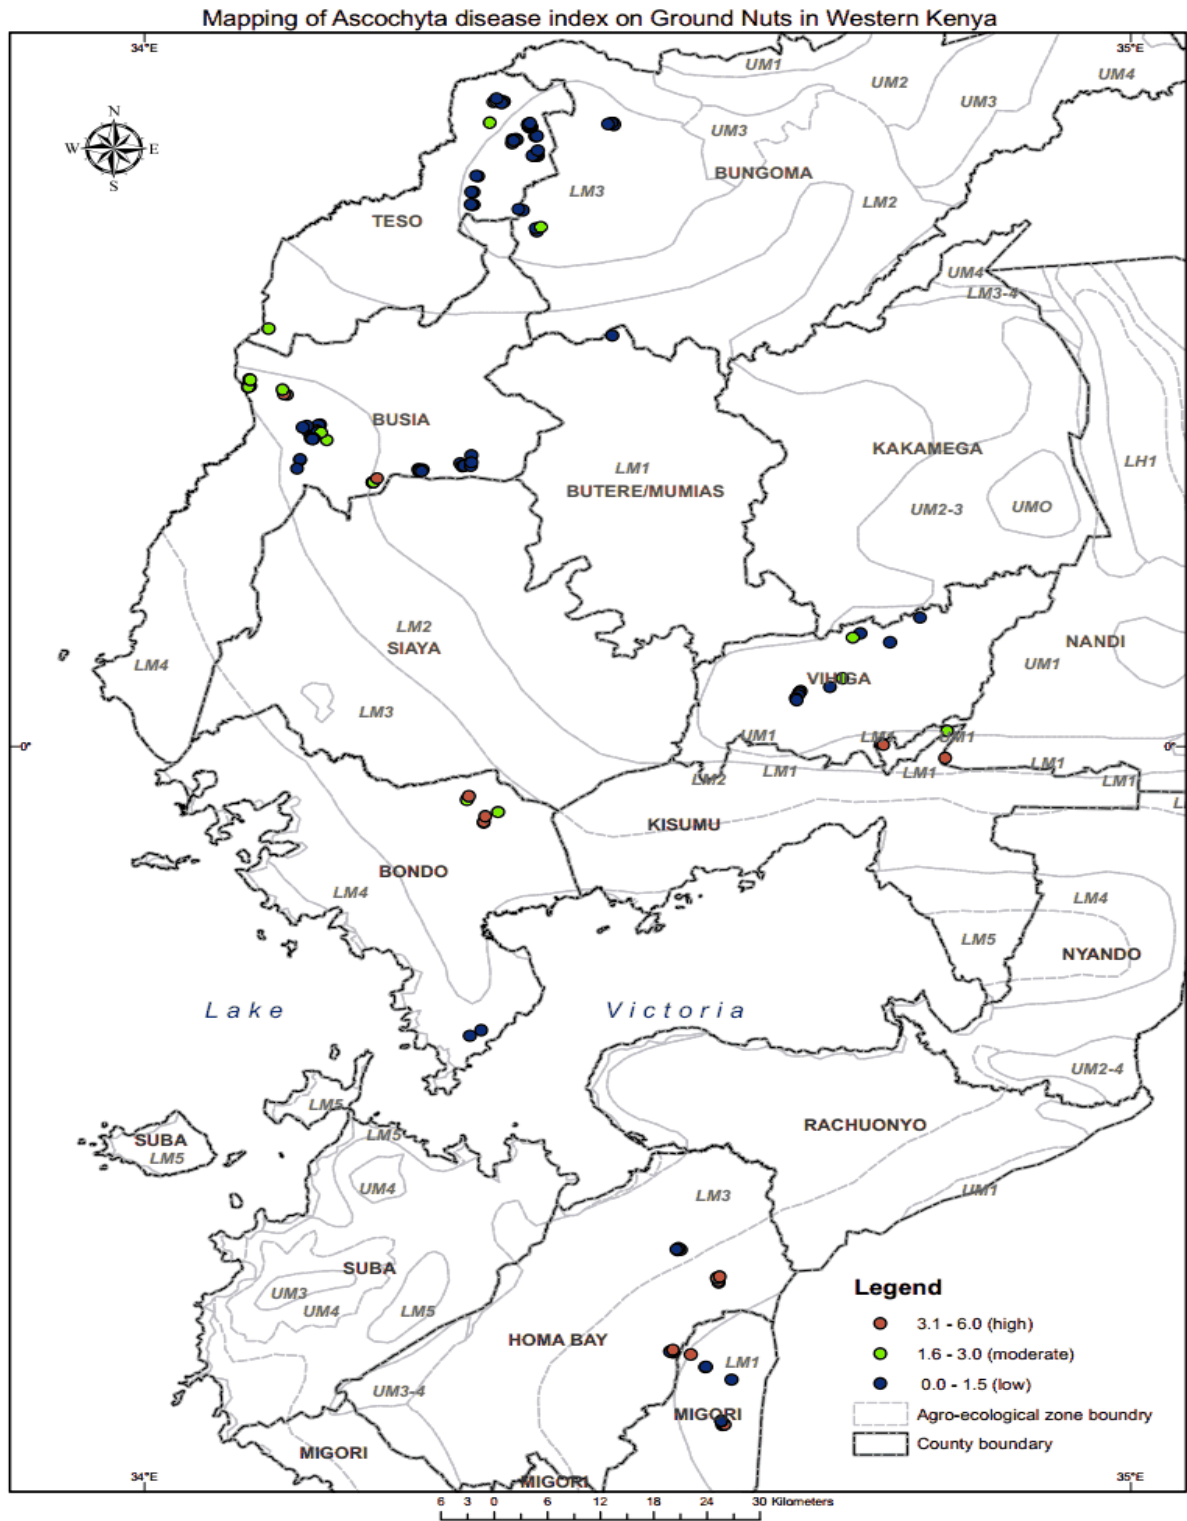 Mapping of Ascochyta disease index on Ground Nuts in Western Kenya
34°E
35°E
UM1
UM2
UM4
UM3
N
W E
S
UM3
BUNGOMA
LM3
LM2
TESO
UM4
LM3-4
BUSIA
KAKAMEGA
LM1
LH1
BUTERE/MUMIAS
UM2-3
UMO
LM2
SIAYA
NANDI
LM4
UM1
VIHIGA
LM3
UM1
UM1
0°
0°
LM2
LM1
LM1
LM1
LM1
KISUMU
BONDO
LM4
LM4
LM5
NYANDO
Lake Victoria
UM2-4
LM5
RACHUONYO
SUBA
LM5
LM5
UM4
LM3
UM1
SUBA
UM3
UM4
LM5
HOMA BAY
LM1
UM3-4
MIGORI
MIGORI
MIGORI
Legend
3.1 - 6.0 (high)
1.6 - 3.0 (moderate)
0.0 - 1.5 (low)
Agro-ecological zone boundry
County boundary
34°E
35°E
6 3 0 6 12 18 24 30 Kilometers